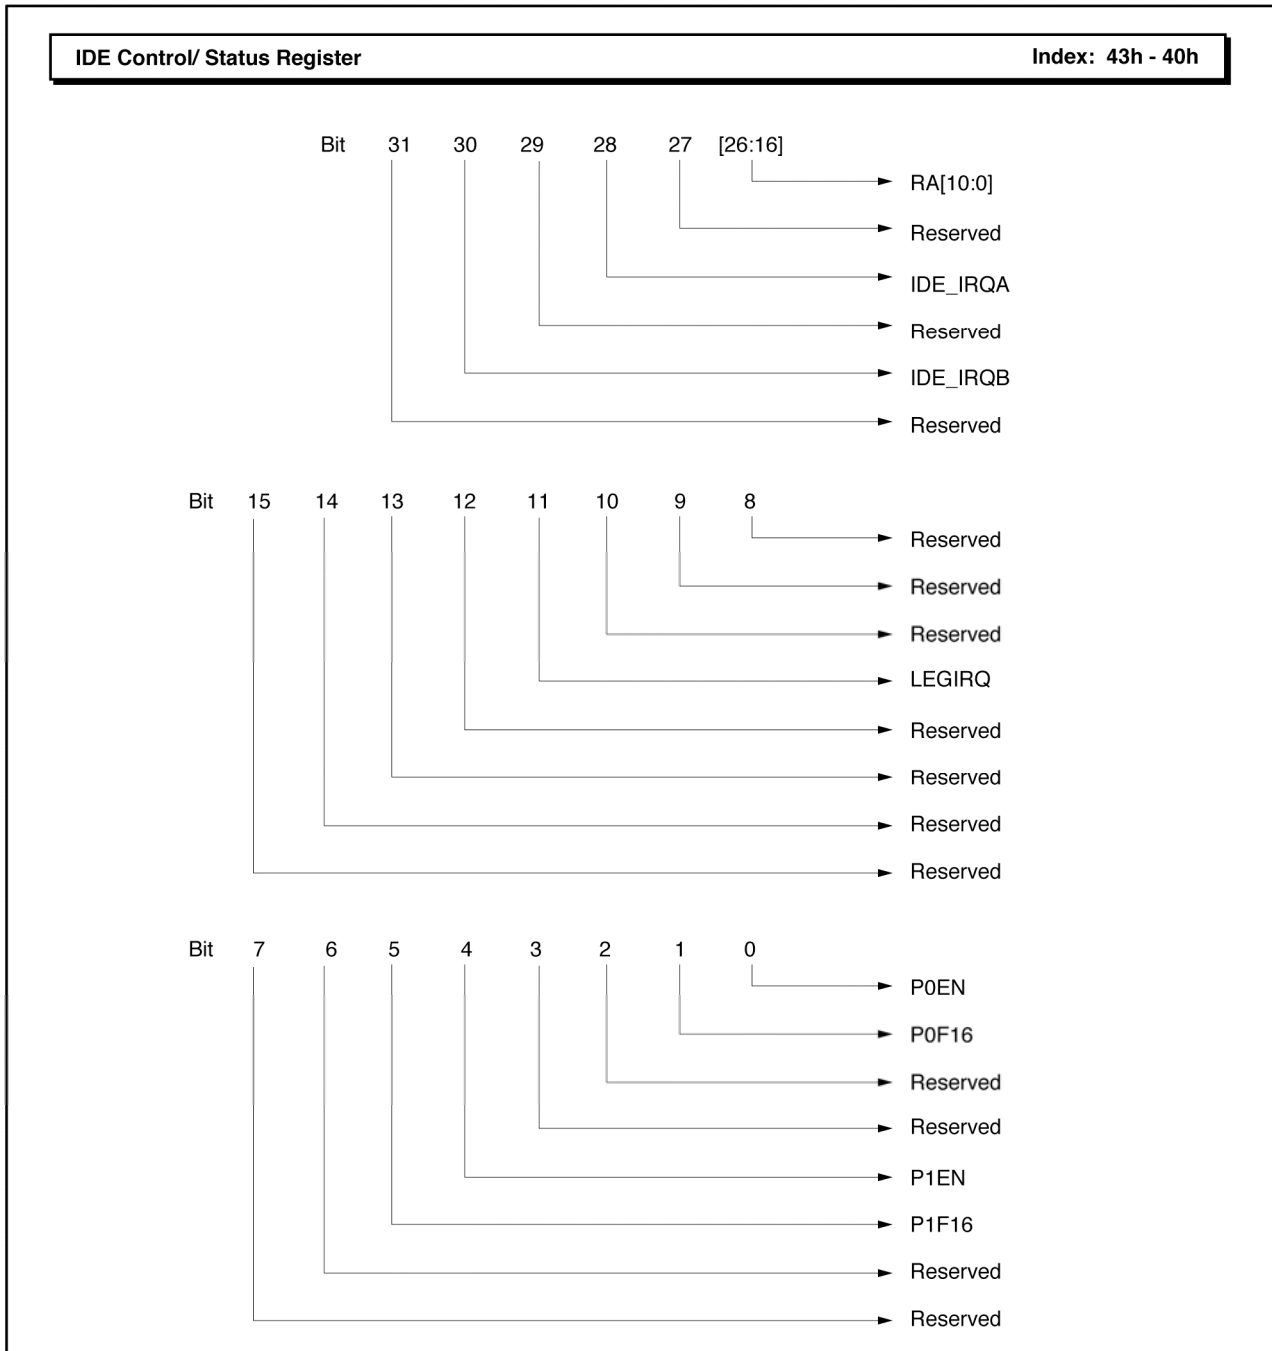 IDE Control/ Status Register Index: 43h - 40h
Bit 31 30 29 28 27 [26:16]
RA[10:0]
Reserved
IDE_IRQA
Reserved
IDE_IRQB
Reserved
Bit 15 14 13 12 11 10 9 8
Reserved
Reserved
Reserved
LEGIRQ
Reserved
Reserved
Reserved
Reserved
Bit 7 6 5 4 3 2 1 0
P0EN
P0F16
Reserved
Reserved
P1EN
P1F16
Reserved
Reserved